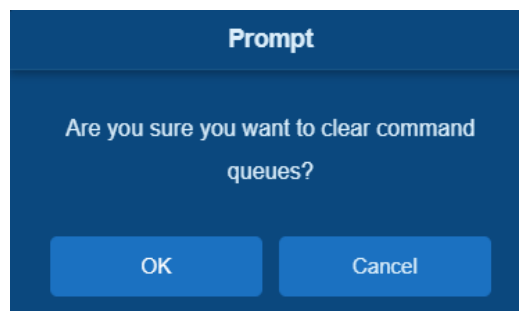 Prompt
Are you sure you want to clear command
queues?
OK
Cancel